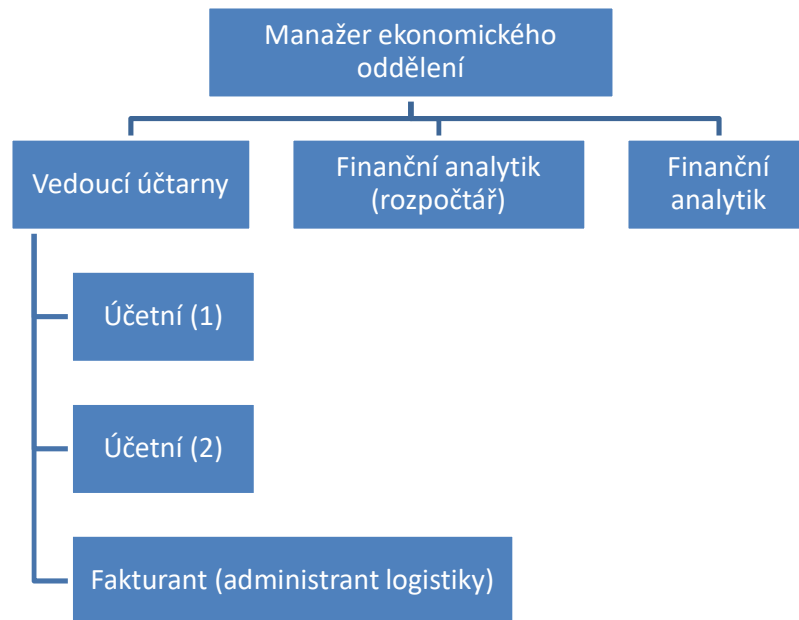 Manažer ekonomického
oddělení
Vedoucí účtarny
Finanční analytik
(rozpočtář)
Finanční
analytik
Účetní (1)
Účetní (2)
Fakturant (administrant logistiky)